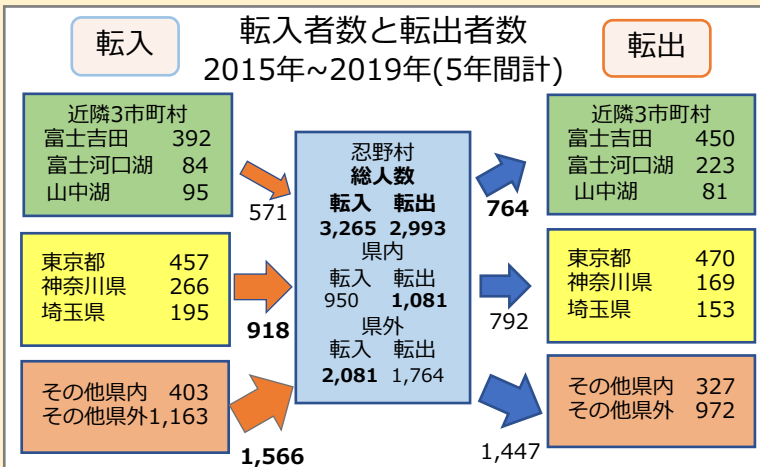 転入者数と転出者数
2015年~2019年(5年間計)
転入
近隣3市町村
富士吉田 392
富士河口湖 84
山中湖 95
571
東京都 457
神奈川県 266
埼玉県 195
918
その他県内 403
その他県外1,163
1,566
忍野村
総人数
転入 転出
3,265 2,993
県内
転入 転出
950 1,081
県外
転入 転出
2,081 1,764
転出
近隣3市町村
富士吉田 450
富士河口湖 223
山中湖 81
764
東京都 470
神奈川県 169
埼玉県 153
792
その他県内 327
その他県外 972
1,447